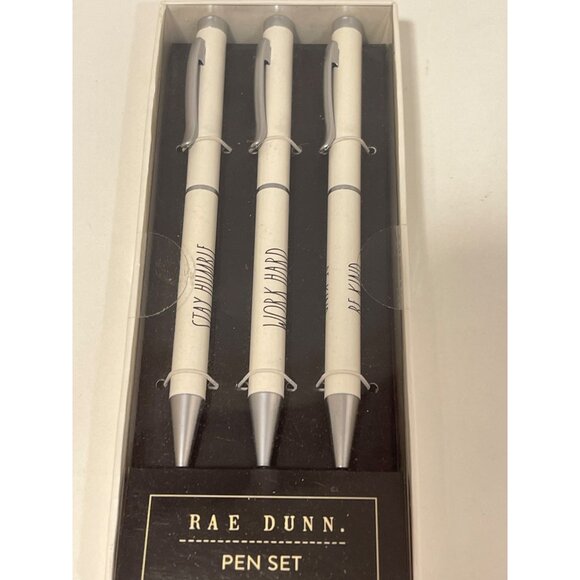 STAY HUMBLE
WORK HARD
BE KIND
RAE DUNN.
PEN SET